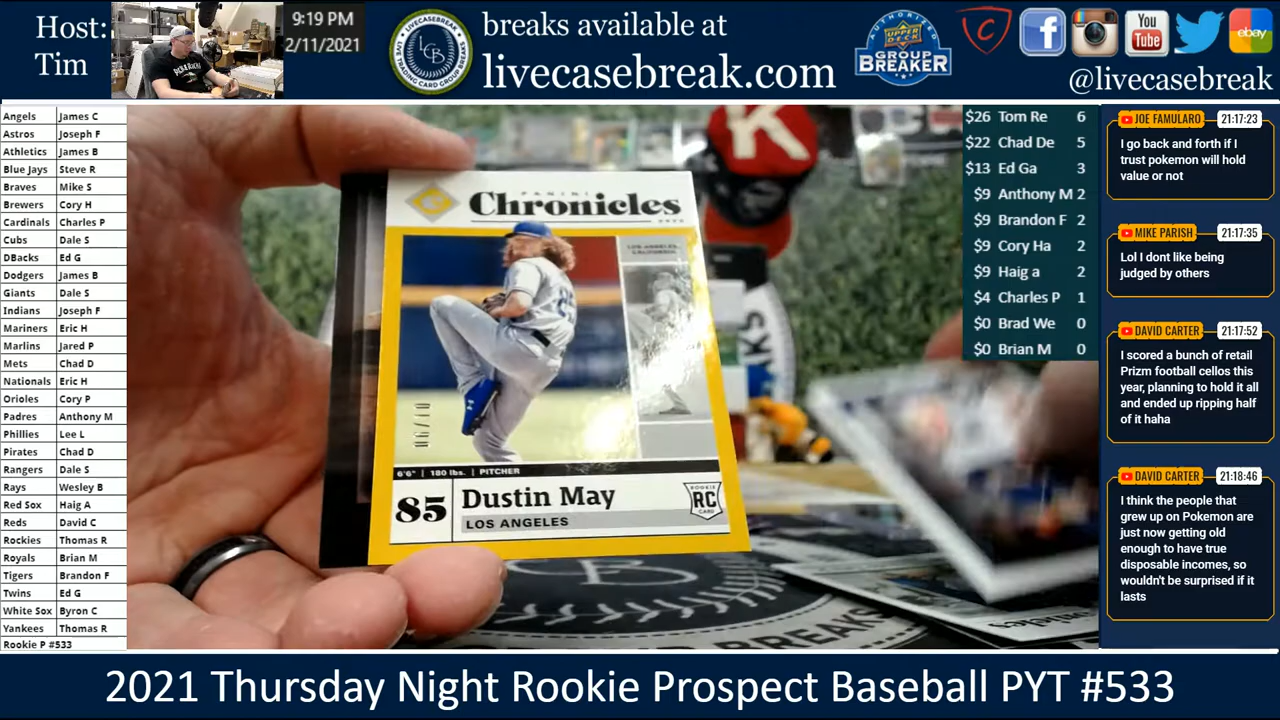 Host:
Tim
9:19 PM
2/11/2021
LIVECASEBREAK
LCB
breaks available at
livecasebreak.com
AUTHORIZED
UPPER DECK
GROUP
BREAKER
You
Tube
ebay
@livecasebreak
Angels James C
Astros Joseph F
Athletics James B
Blue Jays Steve R
Braves Mike S
Brewers Cory H
Cardinals Charles P
Cubs Dale S
DBacks Ed G
Dodgers James B
Giants Dale S
Indians Joseph F
Mariners Eric H
Marlins Jared P
Mets Chad D
Nationals Eric H
Orioles Cory P
Padres Anthony M
Phillies Lee L
Pirates Chad D
Rangers Dale S
Rays Wesley B
Red Sox Haig A
Reds David C
Rockies Thomas R
Royals Brian M
Tigers Brandon F
Twins Ed G
White Sox Byron C
Yankees Thomas R
Rookie P #533
PANINI
Chronicles
LOS ANGELES
CALIFORNIA
6'6" | 180 lbs. | PITCHER
85 Dustin May
LOS ANGELES
ROOKIE
RC
CARD
K
BREAKS
$26 Tom Re 6
$22 Chad De 5
$13 Ed Ga 3
$9 Anthony M 2
$9 Brandon F 2
$9 Cory Ha 2
$9 Haig a 2
$4 Charles P 1
$0 Brad We 0
$0 Brian M 0
JOE FAMULARO 21:17:23
I go back and forth if I
trust pokemon will hold
value or not
MIKE PARISH 21:17:35
Lol I dont like being
judged by others
DAVID CARTER 21:17:52
I scored a bunch of retail
Prizm football cellos this
year, planning to hold it all
and ended up ripping half
of it haha
DAVID CARTER 21:18:46
I think the people that
grew up on Pokemon are
just now getting old
enough to have true
disposable incomes, so
wouldn't be surprised if it
lasts
2021 Thursday Night Rookie Prospect Baseball PYT #533